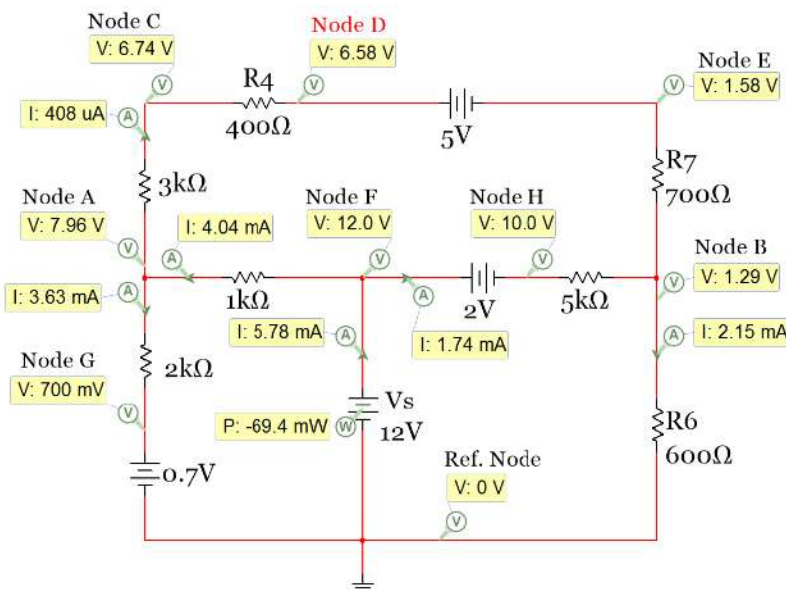 Node C
V: 6.74 V
Node D
V: 6.58 V
Node E
V: 1.58 V
R4
400Ω
5V
I: 408 uA
A
V
V
V
3kΩ
R7
700Ω
Node A
V: 7.96 V
V
I: 4.04 mA
A
Node F
V: 12.0 V
V
Node H
V: 10.0 V
V
Node B
V: 1.29 V
V
I: 3.63 mA
A
1kΩ
A
2V
5kΩ
I: 5.78 mA
A
I: 1.74 mA
I: 2.15 mA
A
Node G
V: 700 mV
V
2kΩ
P: -69.4 mW
W
Vs
12V
R6
600Ω
0.7V
Ref. Node
V: 0 V
V